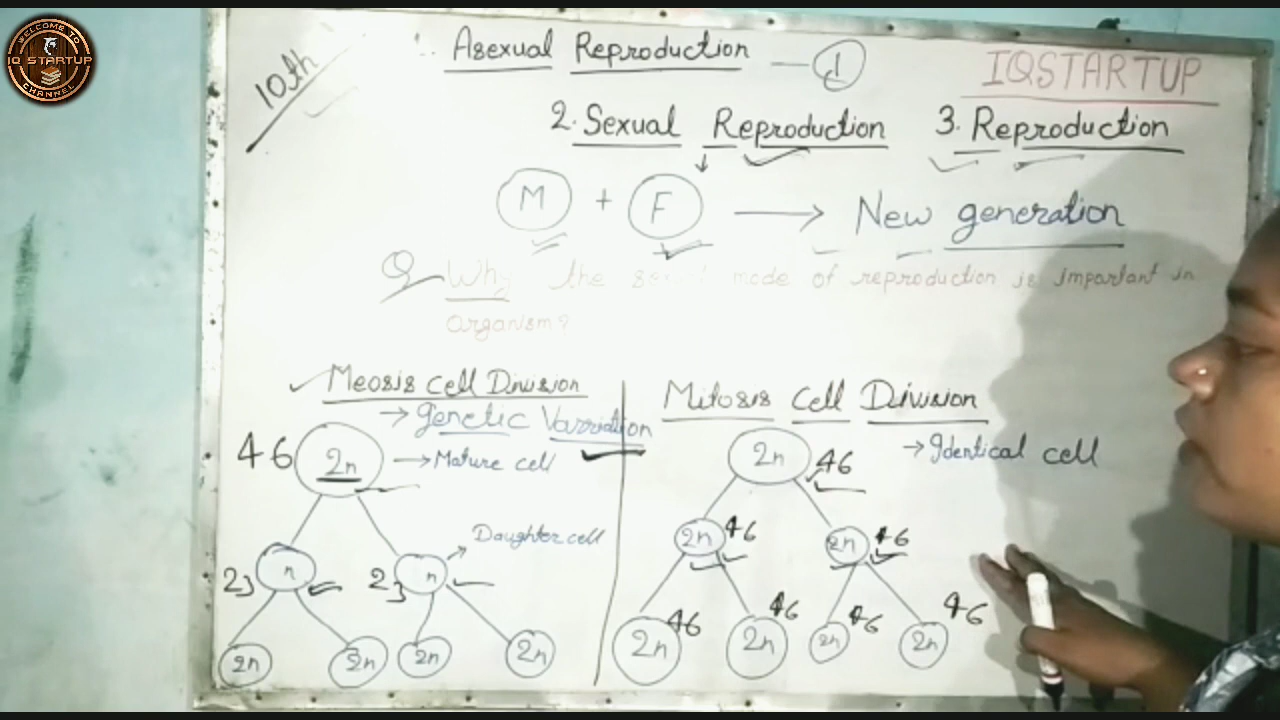 WELCOME TO
IQ STARTUP
CHANNEL
10th
Asexual Reproduction — 1
IQSTARTUP
2. Sexual Reproduction
3. Reproduction
M + F → New generation
Q Why the sexual mode of reproduction is important in
organism?
Meosis cell Division
→ genetic Varriation
46 2n → Mature cell
Daughter cell
23 n 23 n
2n 2n 2n 2n
Mitosis cell Division
→ Identical cell
2n 46
2n 46 2n 46
2n 46 2n 46 2n 46 2n 46